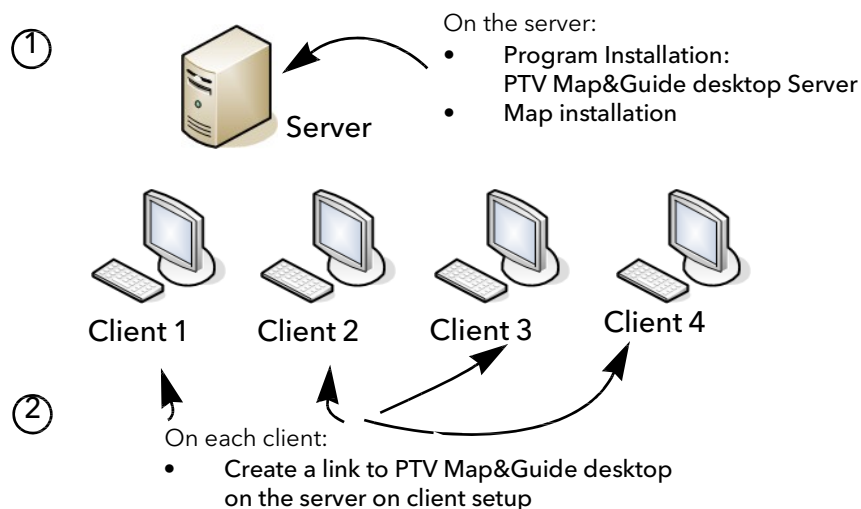 1
On the server:
• Program Installation:
PTV Map&Guide desktop Server
• Map installation
Server
Client 1
Client 2
Client 3
Client 4
2
On each client:
• Create a link to PTV Map&Guide desktop
on the server on client setup